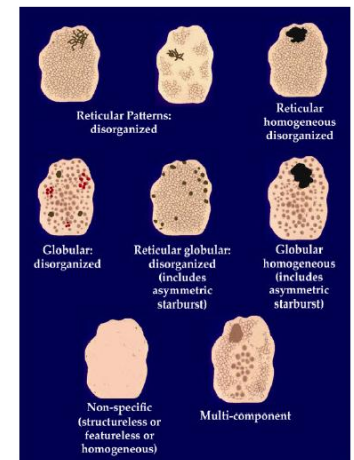 Reticular Patterns:
disorganized
Reticular
homogeneous
disorganized
Globular:
disorganized
Reticular globular:
disorganized
(includes
asymmetric
starburst)
Globular
homogeneous
(includes
asymmetric
starburst)
Non-specific
(structureless or
featureless or
homogeneous)
Multi-component